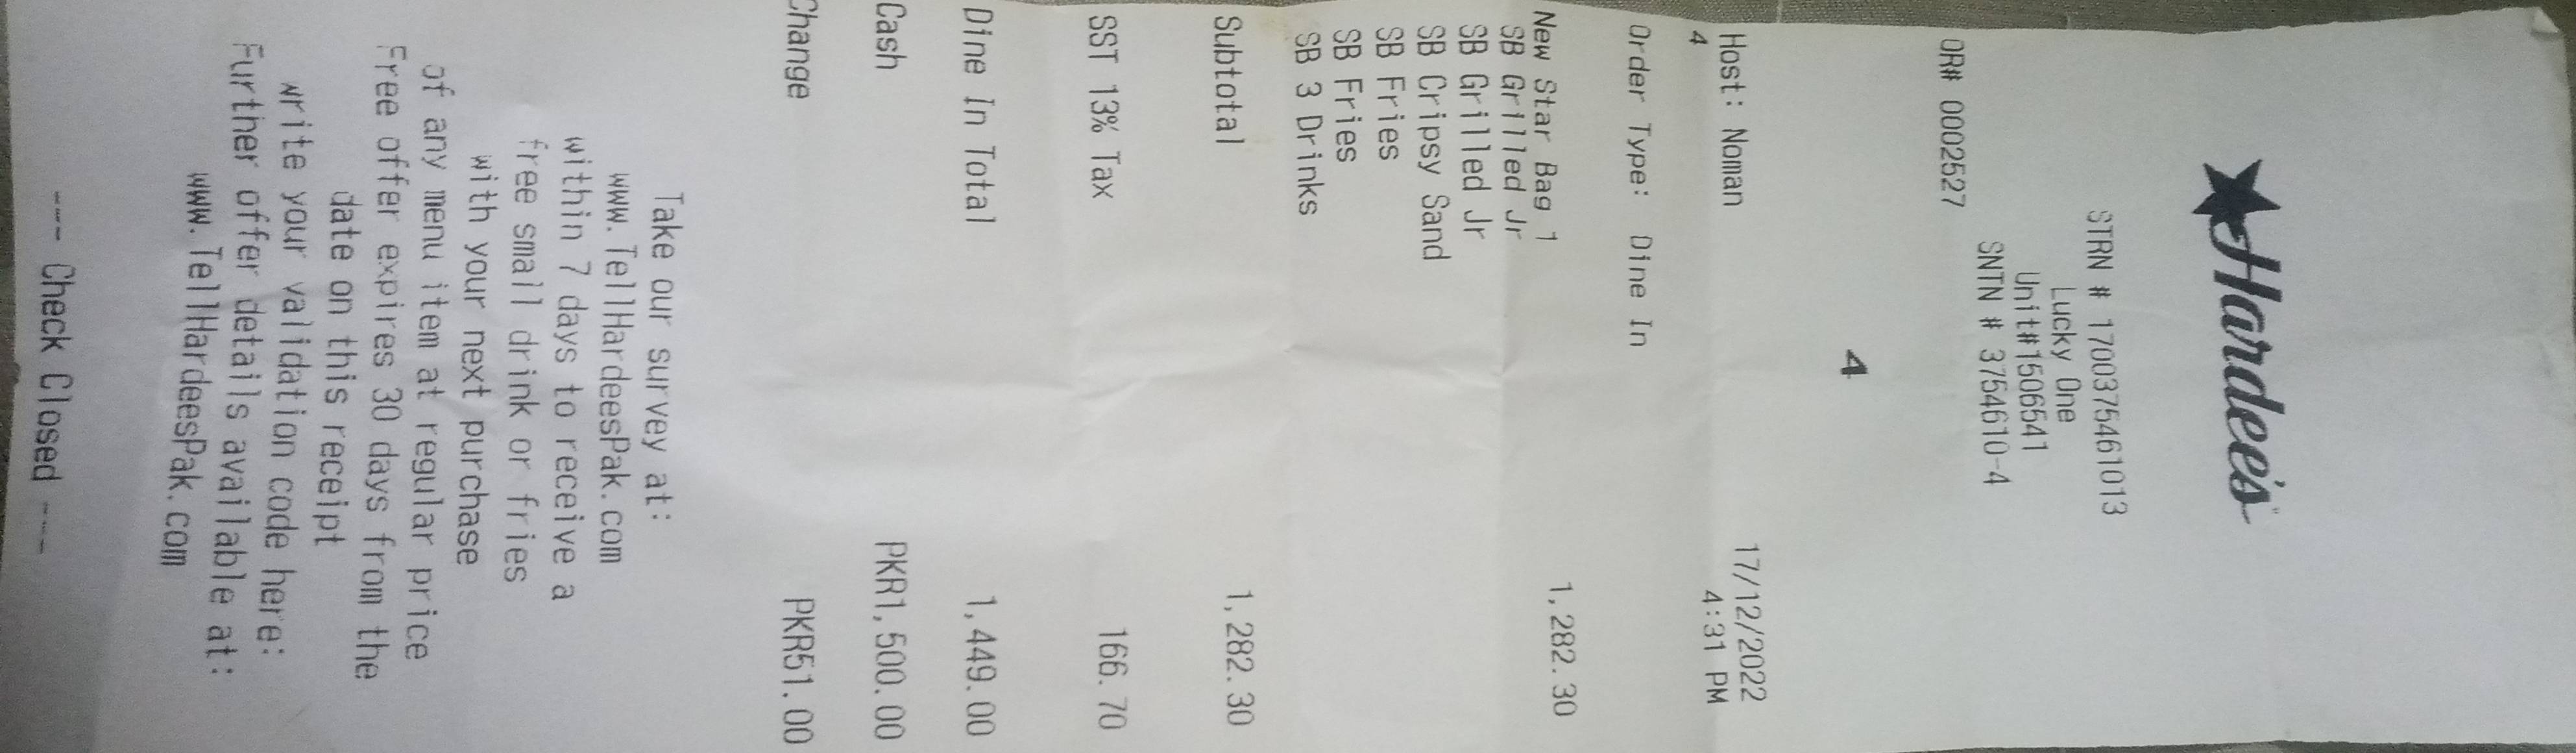 Hardee's
STRN # 1700375461013
Lucky One
Unit#1506541
SNTN # 3754610-4
OR# 0002527
4
Host: Noman 17/12/2022
4 4:31 PM
Order Type: Dine In
New Star Bag 1 1,282.30
SB Grilled Jr
SB Grilled Jr
SB Cripsy Sand
SB Fries
SB Fries
SB 3 Drinks
Subtotal 1,282.30
SST 13% Tax 166.70
Dine In Total 1,449.00
Cash PKR1,500.00
Change PKR51.00
Take our survey at:
www.TellHardeesPak.com
within 7 days to receive a
free small drink or fries
with your next purchase
of any menu item at regular price
Free offer expires 30 days from the
date on this receipt
write your validation code here:
Further offer details available at:
www.TellHardeesPak.com
--- Check Closed ---